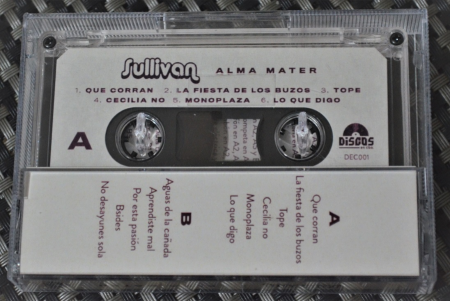 Sullivan ALMA MATER
1. QUE CORRAN 2. LA FIESTA DE LOS BUZOS 3. TOPE
4. CECILIA NO 5. MONOPLAZA 6. LO QUE DIGO
A
DISCOS
DEC001
A
Que corran
La fiesta de los buzos
Tope
Cecilia no
Monoplaza
Lo que digo
B
Aguas de la cañada
Aprendiste mal
Por esta pasión
Bsides
No desayunes sola